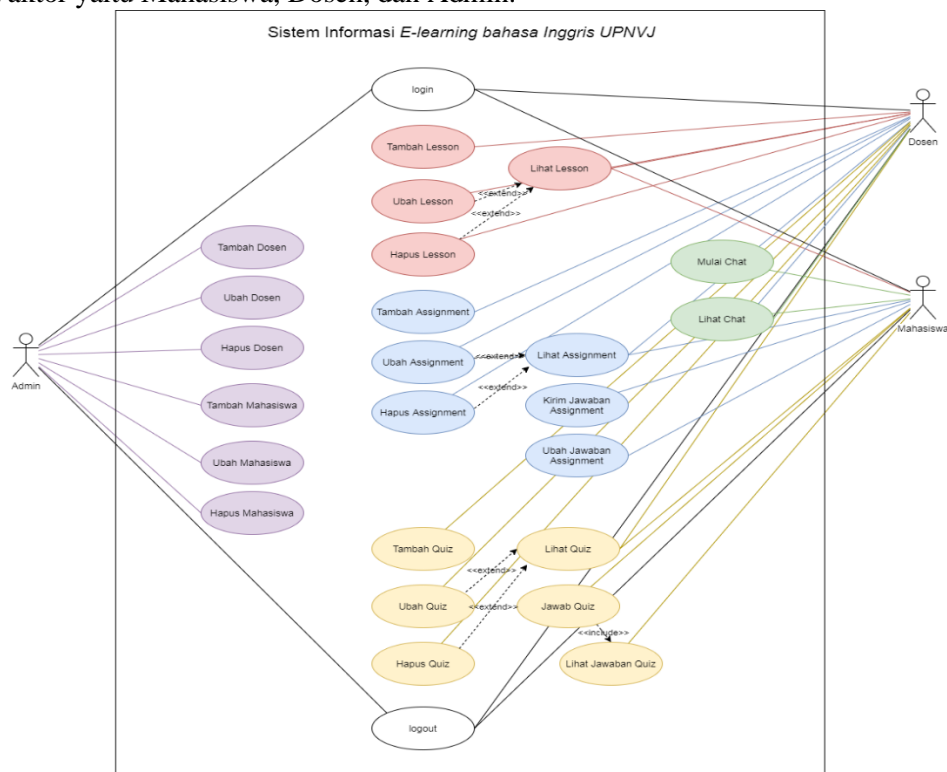 aktor yaitu Mahasiswa, Dosen, dan Admin.
Sistem Informasi E-learning bahasa Inggris UPNVJ
login
Dosen
Tambah Lesson
Lihat Lesson
<<extend>>
Ubah Lesson
<<extend>>
Hapus Lesson
Tambah Dosen
Mulai Chat
Ubah Dosen
Tambah Assignment
Lihat Chat
Mahasiswa
Hapus Dosen
Ubah Assignment
<<extend>>
Lihat Assignment
Admin
<<extend>>
Tambah Mahasiswa
Hapus Assignment
Kirim Jawaban
Assignment
Ubah Mahasiswa
Ubah Jawaban
Assignment
Hapus Mahasiswa
Tambah Quiz
Lihat Quiz
<<extend>>
Ubah Quiz
<<extend>>
Jawab Quiz
<<include>>
Hapus Quiz
Lihat Jawaban Quiz
logout